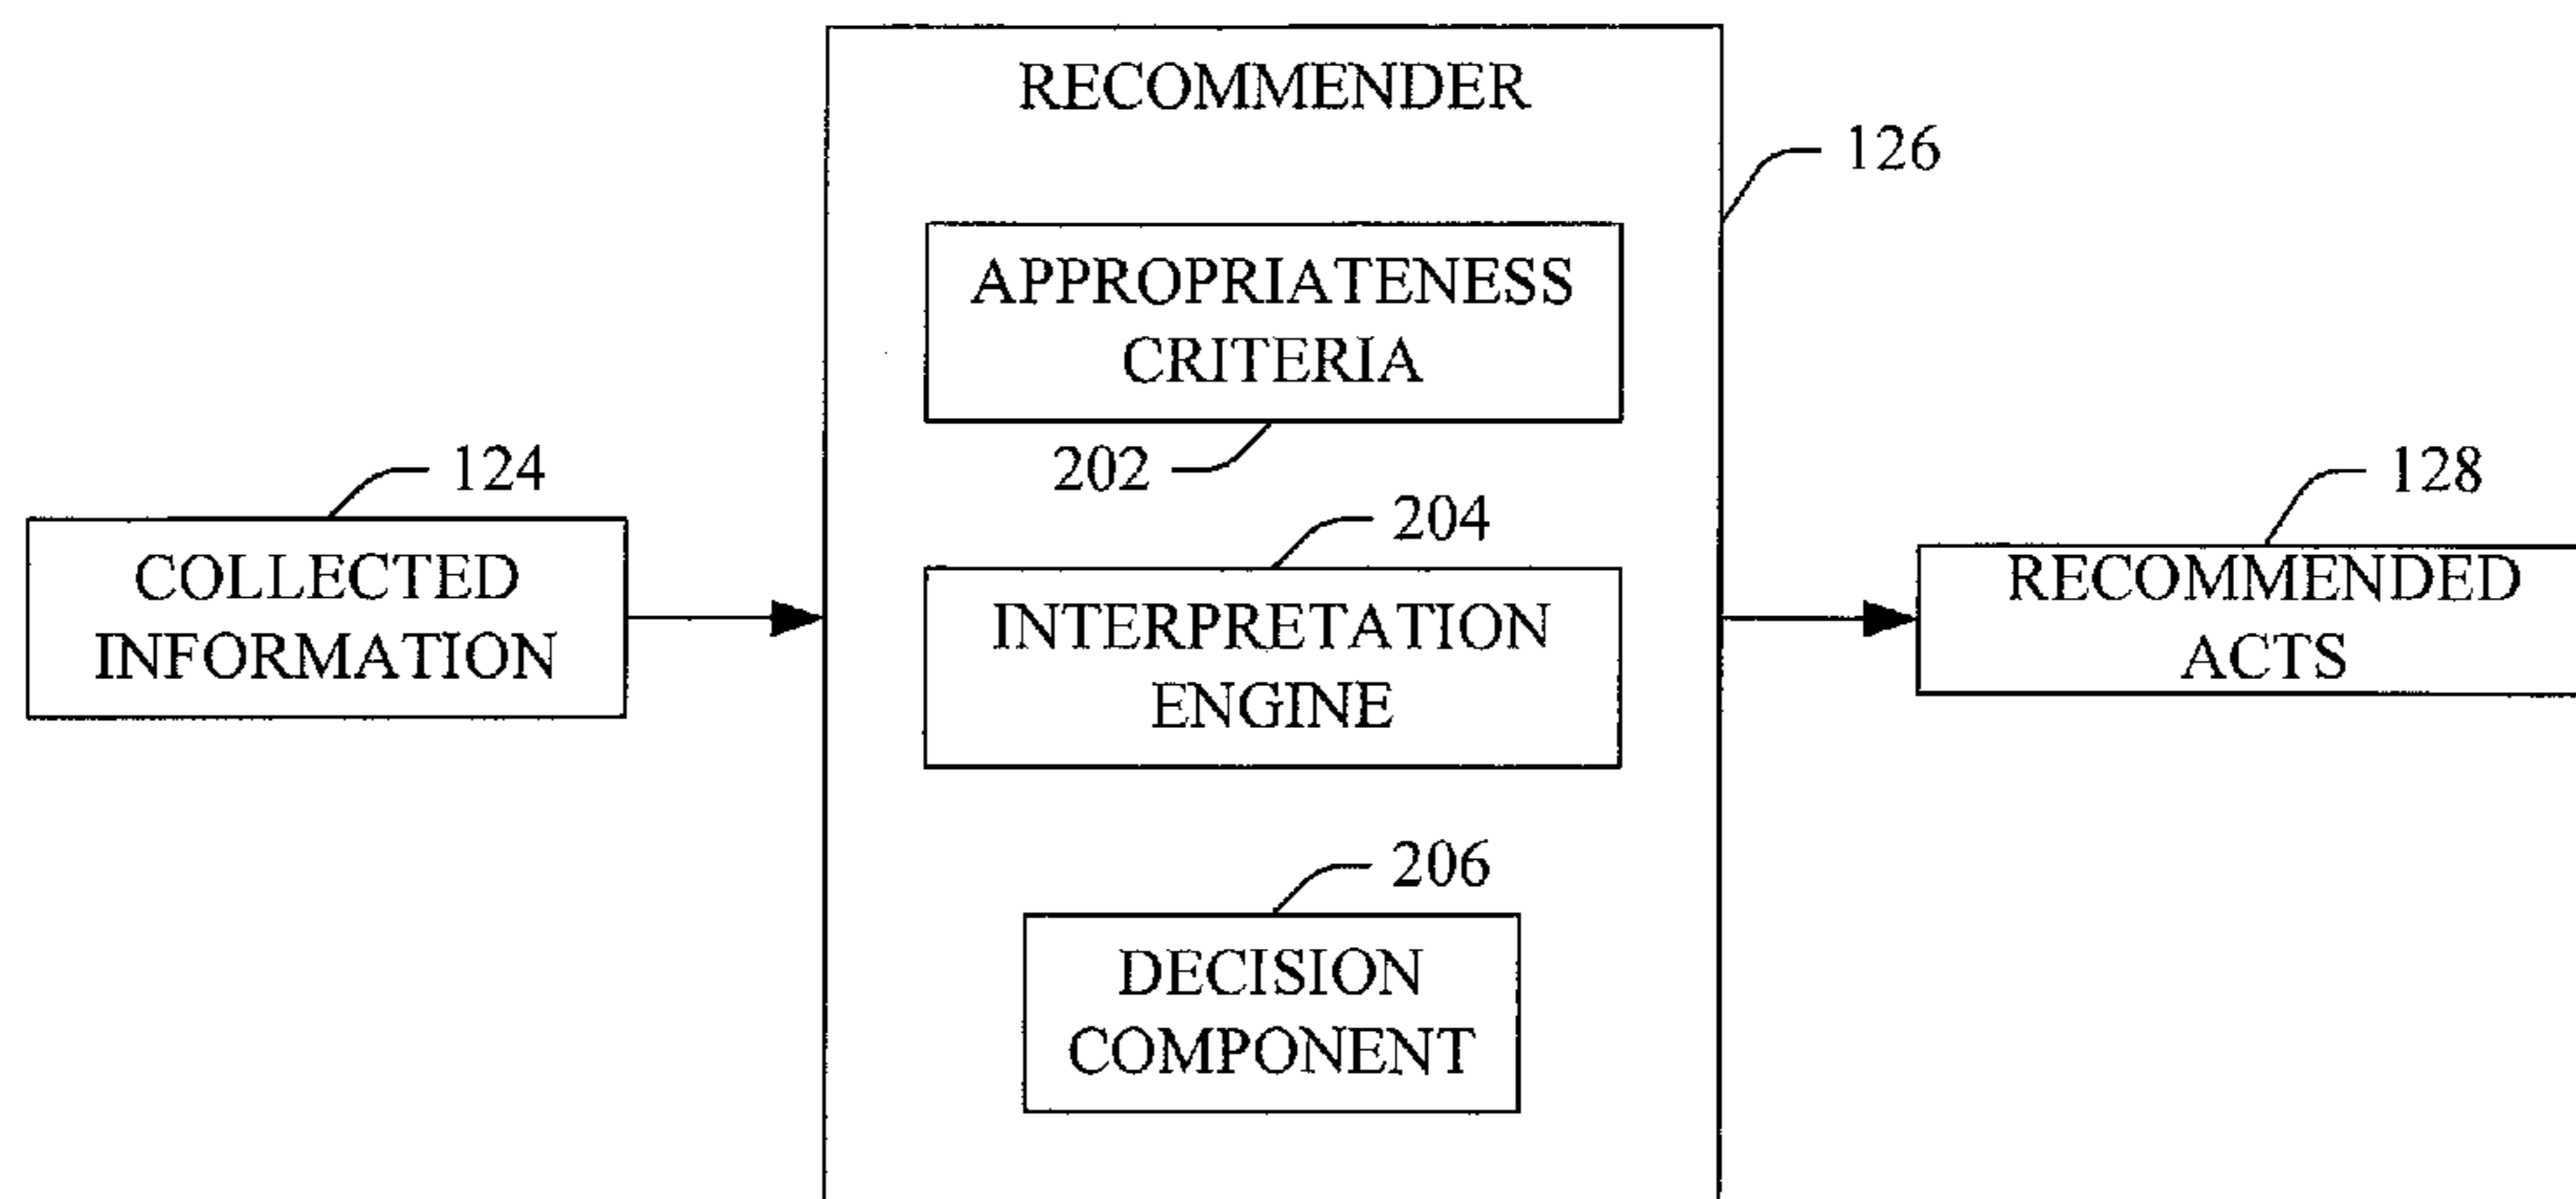 RECOMMENDER
126
APPROPRIATENESS
CRITERIA
202
124
COLLECTED
INFORMATION
204
INTERPRETATION
ENGINE
128
RECOMMENDED
ACTS
206
DECISION
COMPONENT